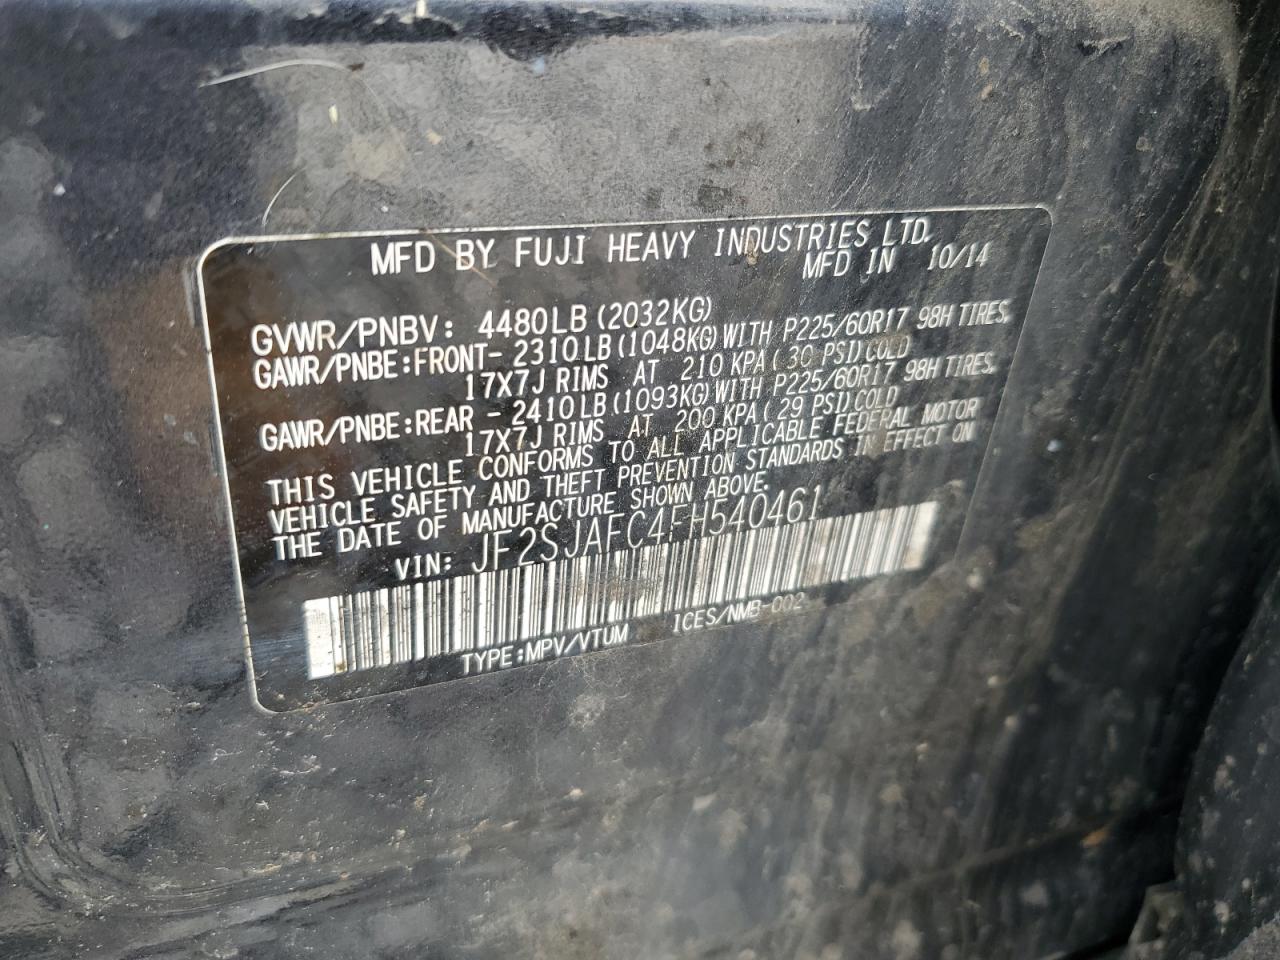 MFD BY FUJI HEAVY INDUSTRIES LTD.
MFD IN 10/14
GVWR/PNBV: 4480LB (2032KG)
GAWR/PNBE:FRONT- 2310LB (1048KG) WITH P225/60R17 98H TIRES,
17X7J RIMS AT 210 KPA (30 PSI) COLD
GAWR/PNBE:REAR - 2410LB (1093KG) WITH P225/60R17 98H TIRES,
17X7J RIMS AT 200 KPA (29 PSI) COLD
THIS VEHICLE CONFORMS TO ALL APPLICABLE FEDERAL MOTOR
VEHICLE SAFETY AND THEFT PREVENTION STANDARDS IN EFFECT ON
THE DATE OF MANUFACTURE SHOWN ABOVE.
VIN: JF2SJAFC4FH540461
TYPE:MPV/VTUM ICES/NMB-002